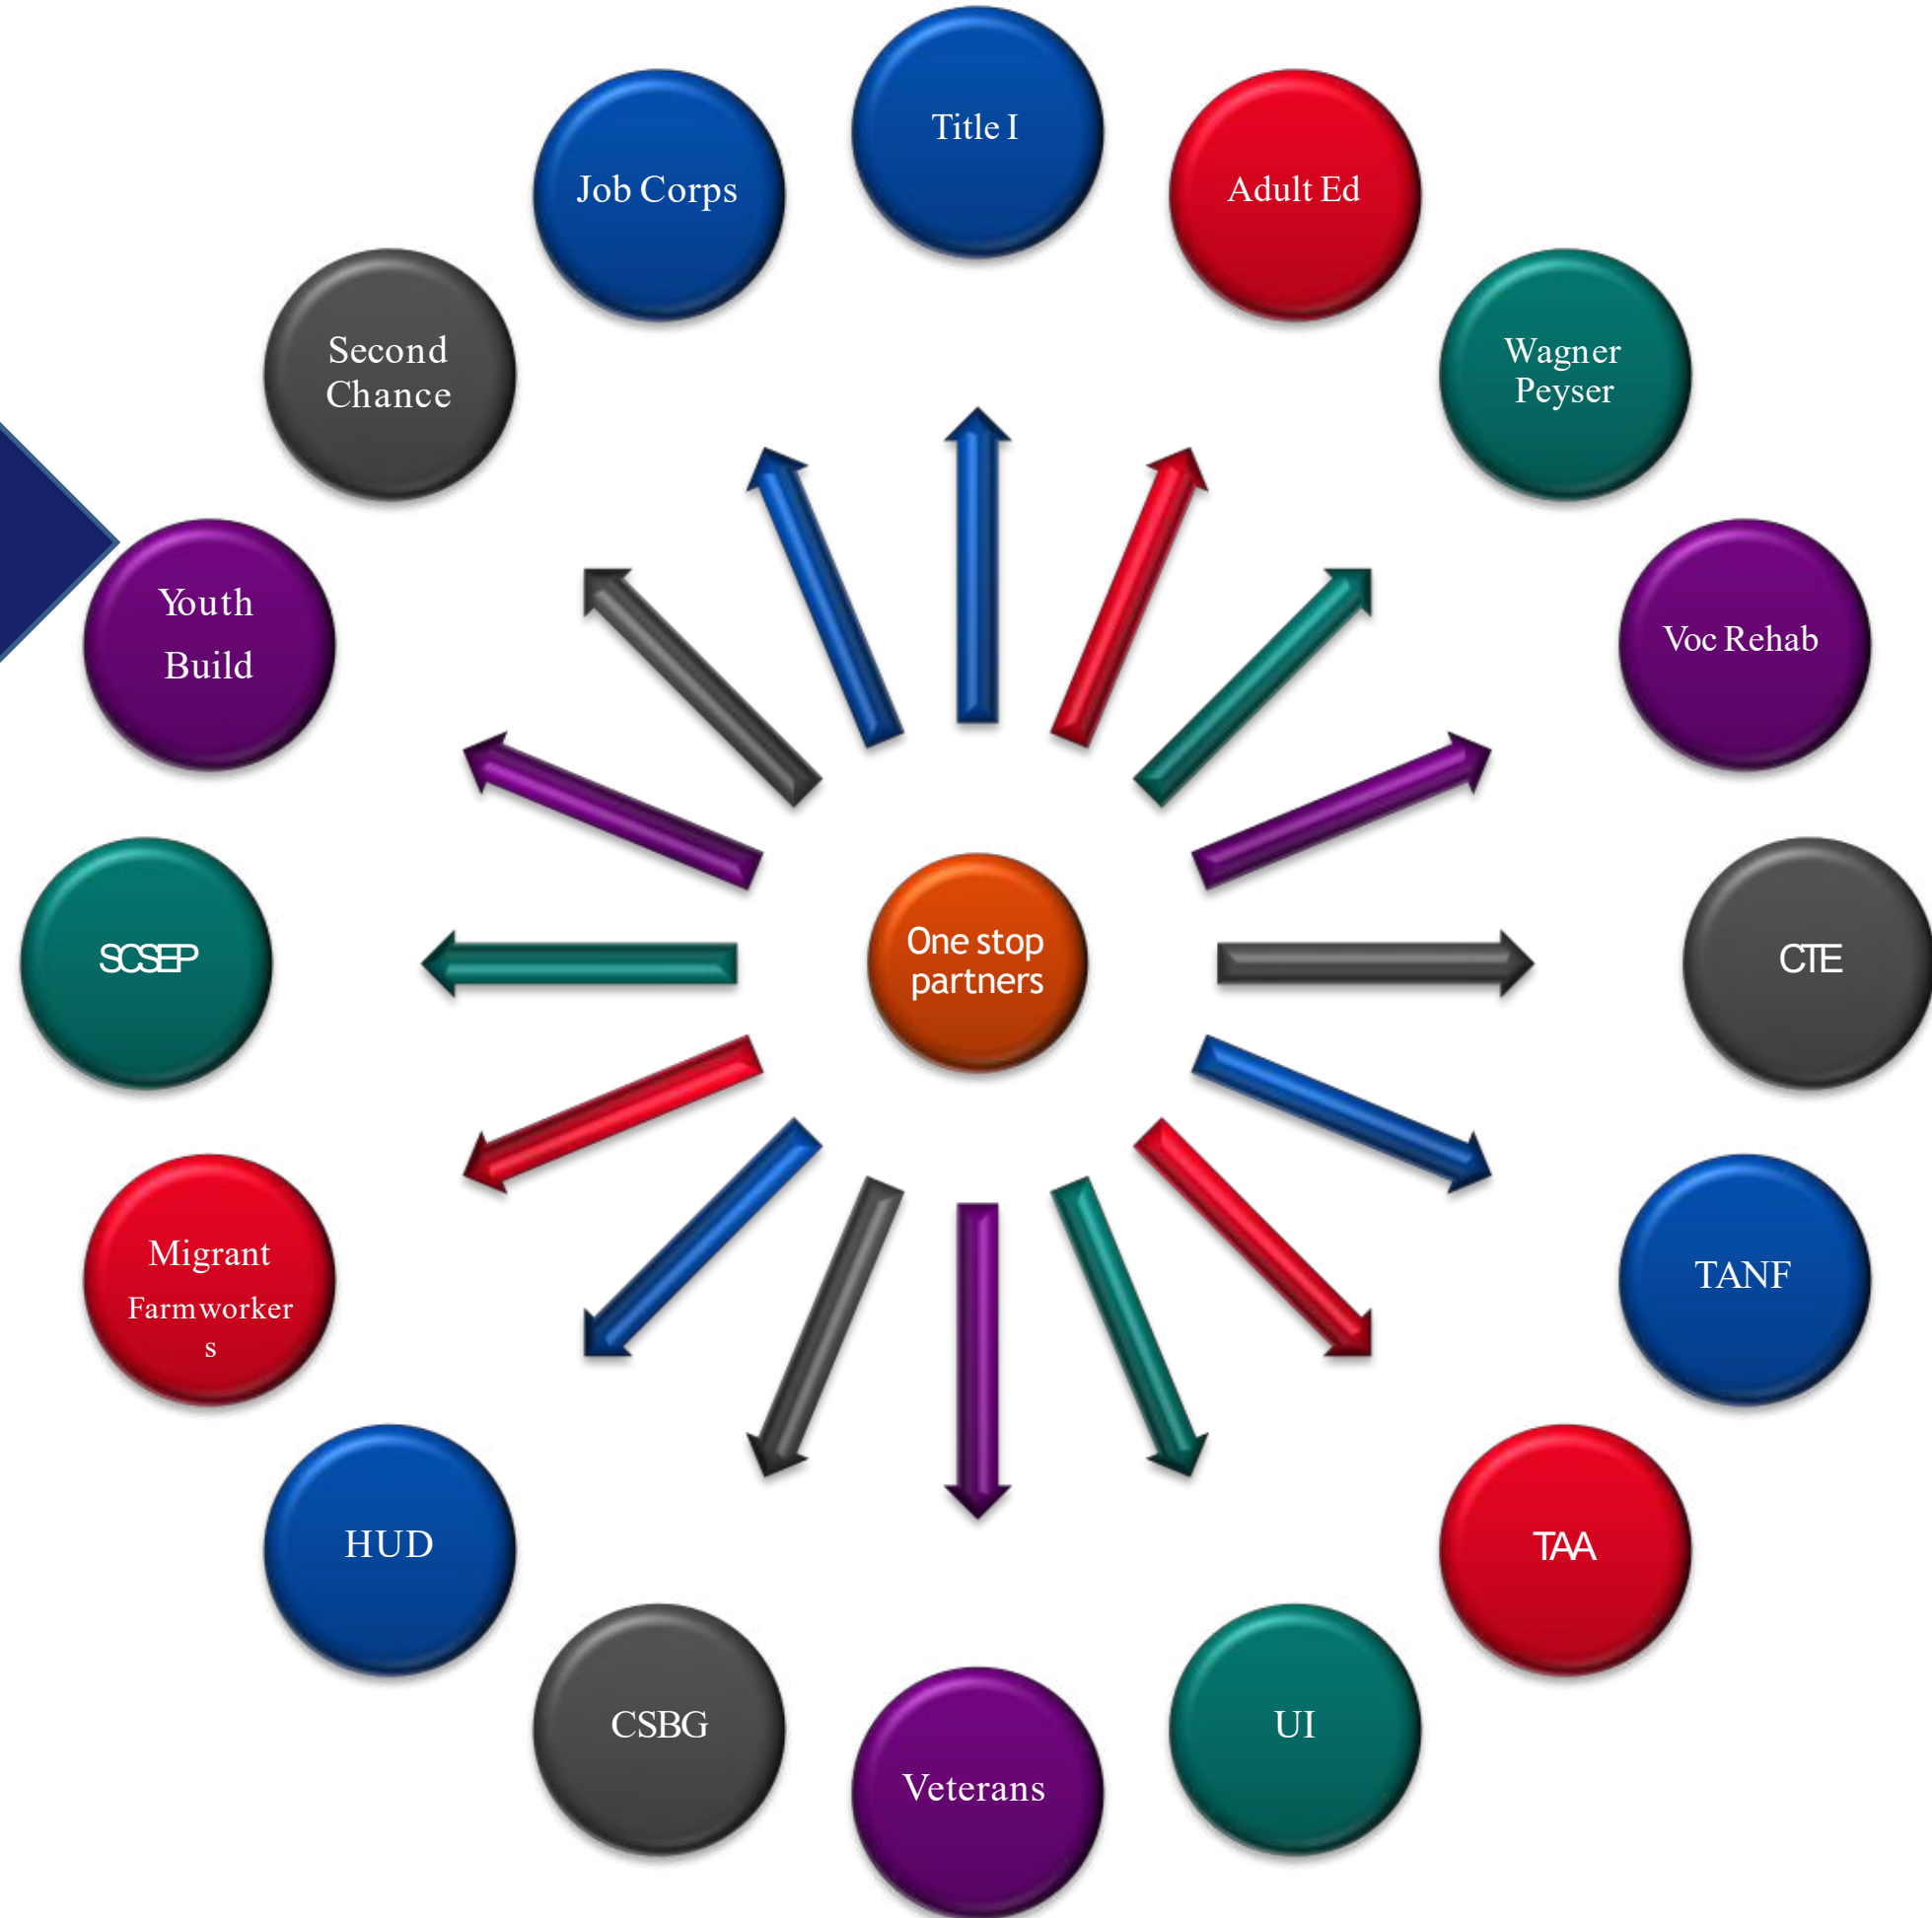 Title I
Job Corps
Adult Ed
Second
Chance
Wagner
Peyser
Youth
Build
Voc Rehab
One stop
partners
SCSEP
CTE
Migrant
Farmworker
s
TANF
HUD
TAA
CSBG
UI
Veterans